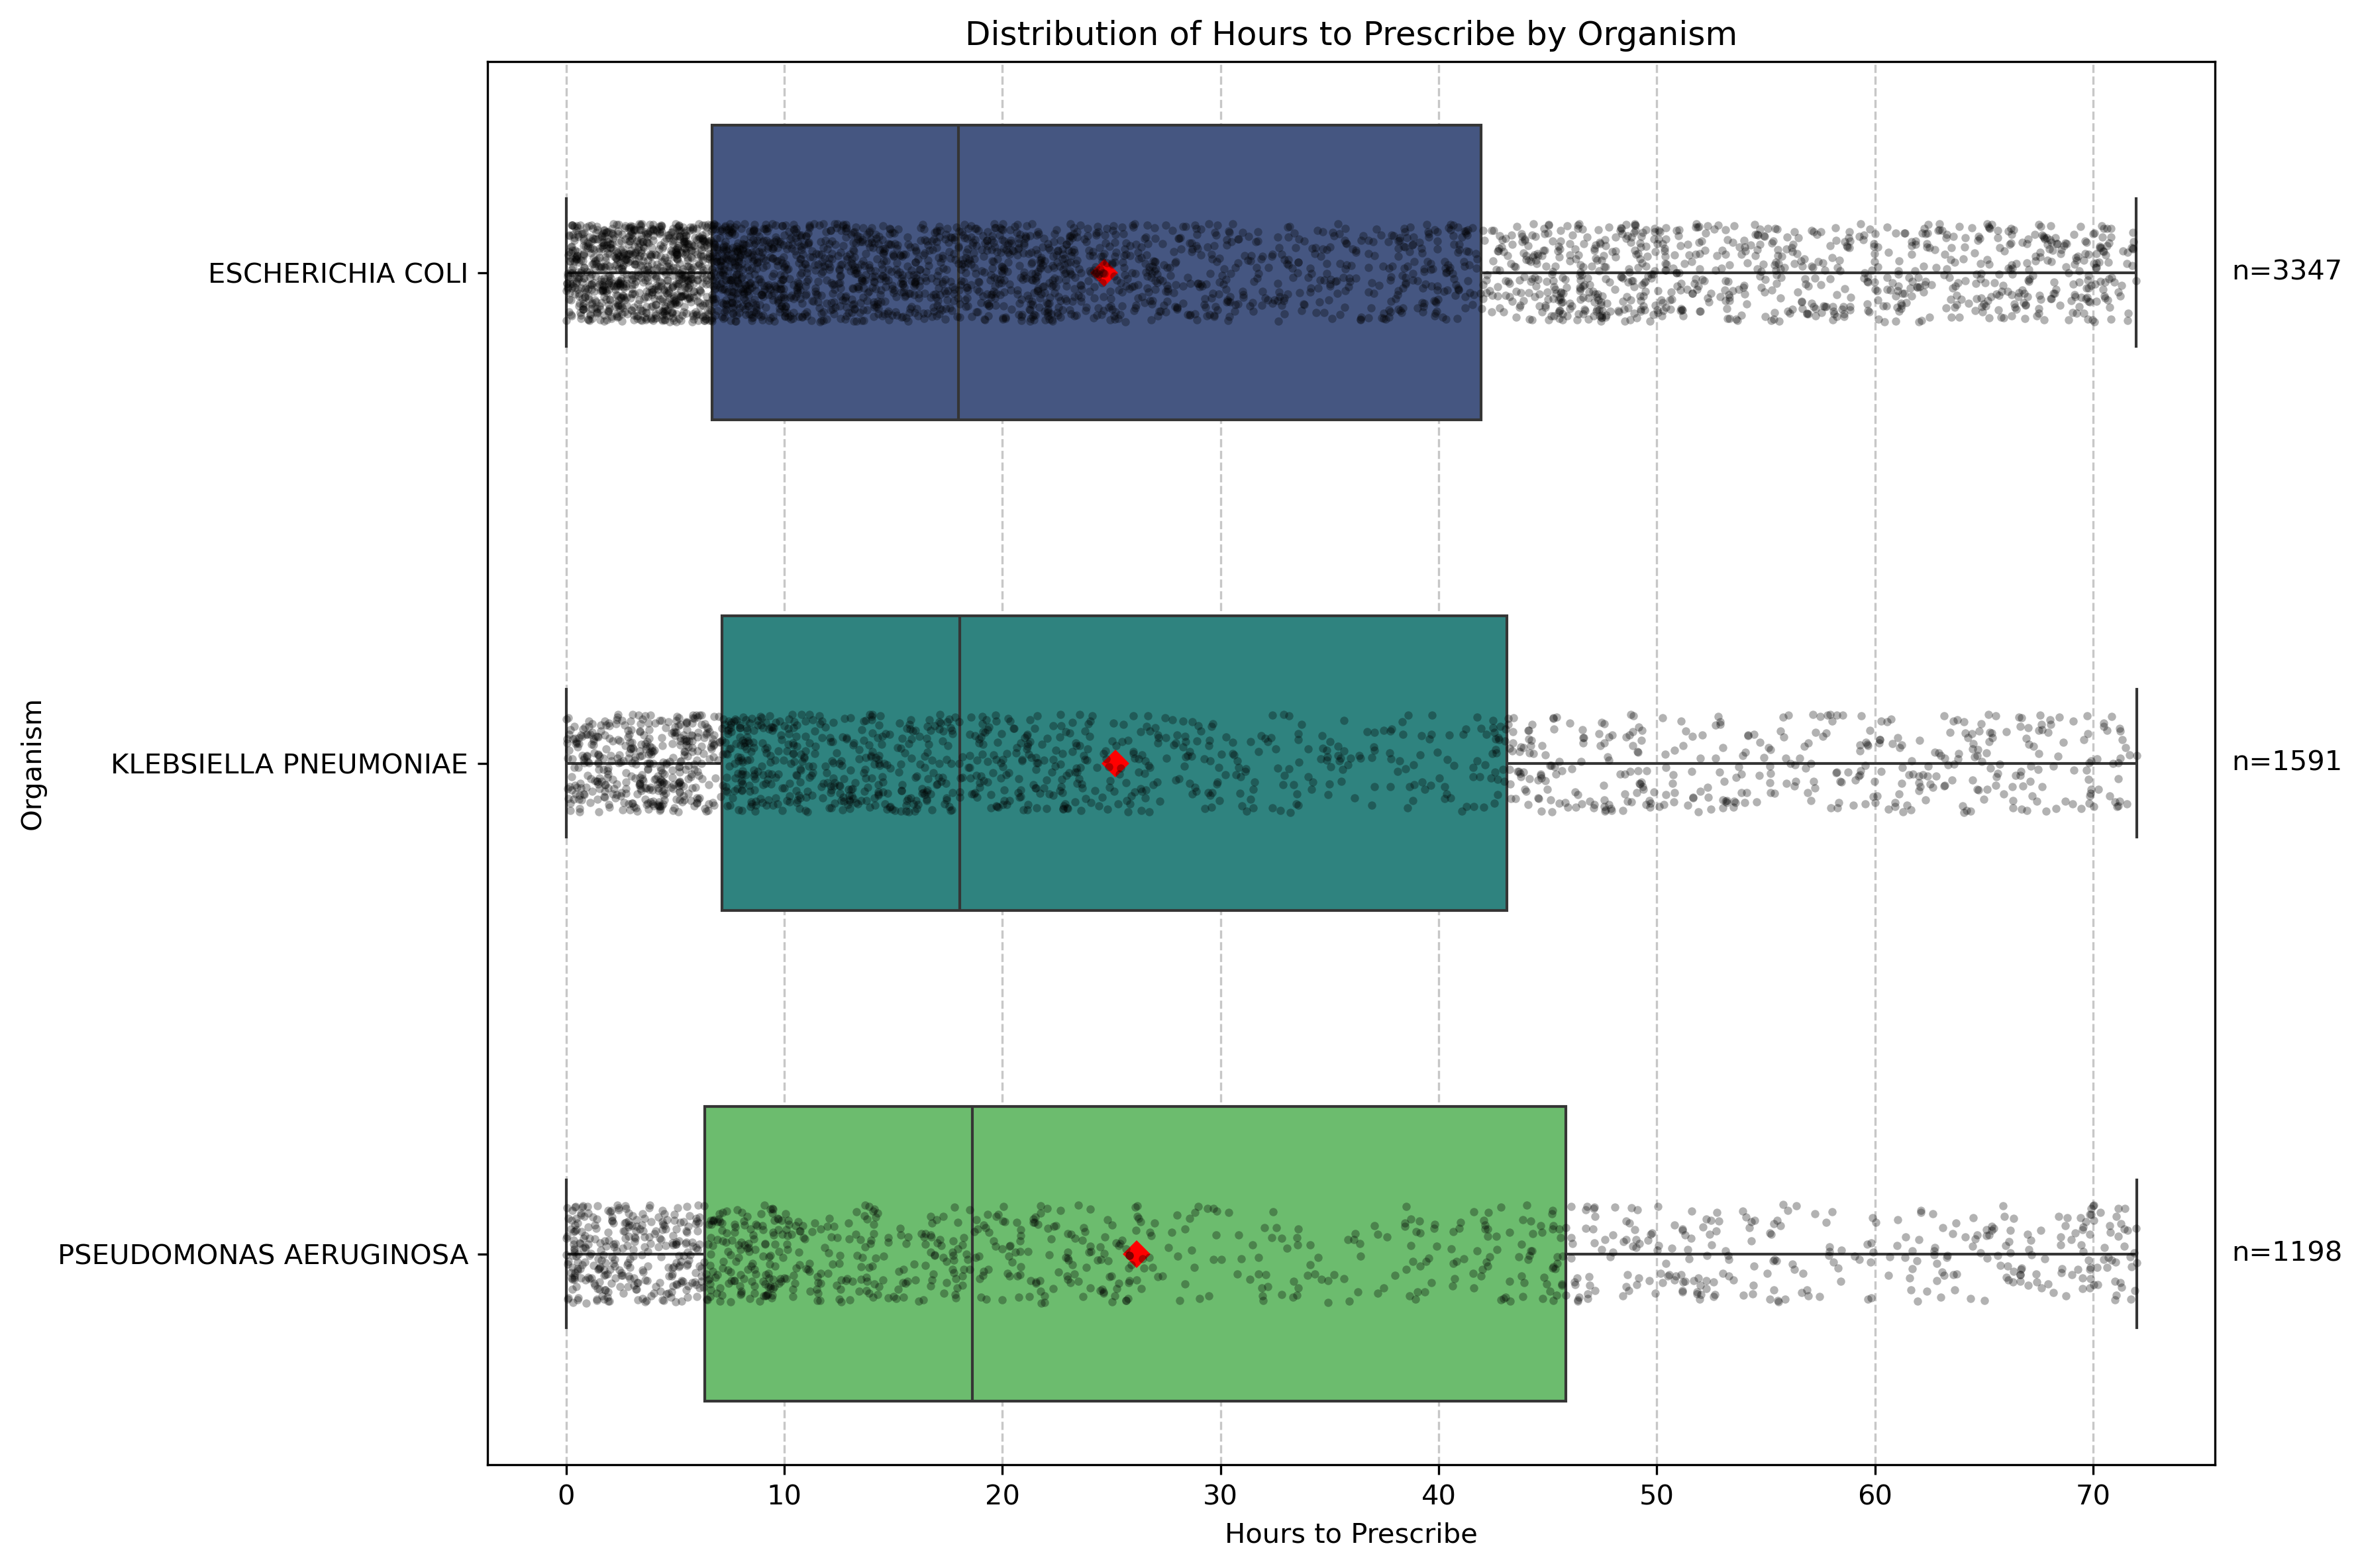 Distribution of Hours to Prescribe by Organism
Organism
ESCHERICHIA COLI
n=3347
KLEBSIELLA PNEUMONIAE
n=1591
PSEUDOMONAS AERUGINOSA
n=1198
0 10 20 30 40 50 60 70
Hours to Prescribe